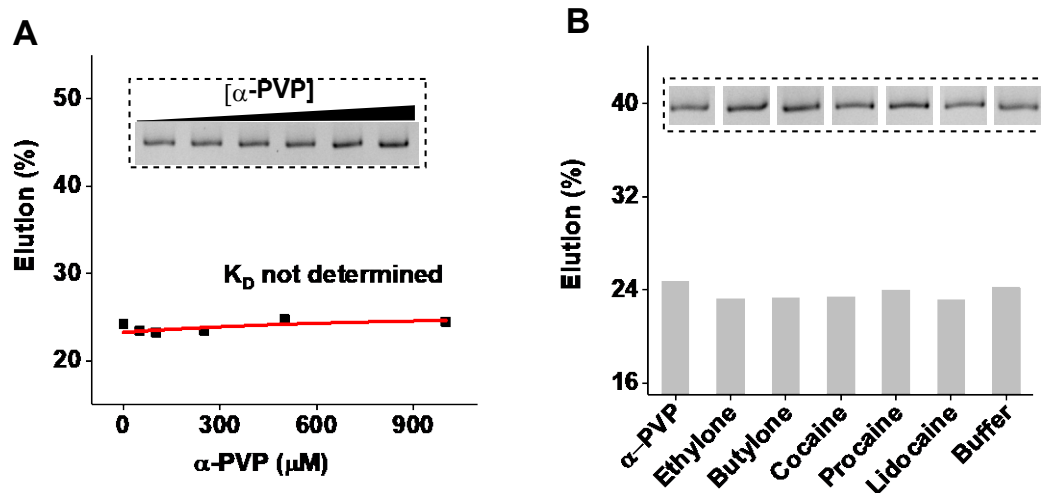 A
[α-PVP]
Elution (%)
50
40
30
20
K_D not determined
0 300 600 900
α-PVP (μM)
B
Elution (%)
40
32
24
16
α-PVP
Ethylone
Butylone
Cocaine
Procaine
Lidocaine
Buffer